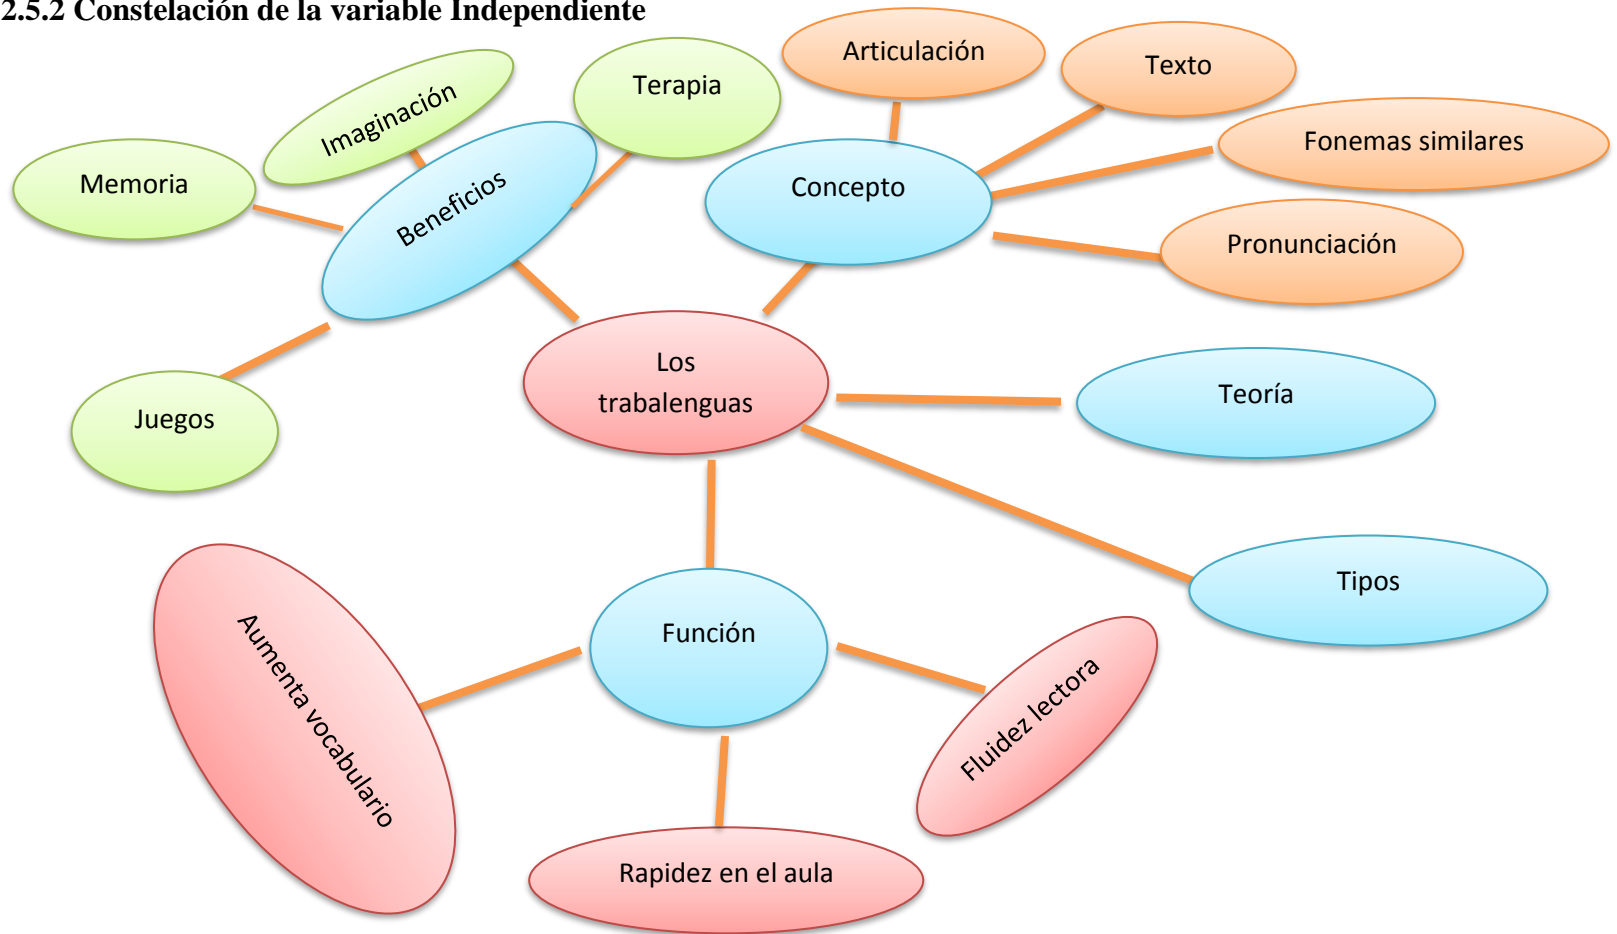 2.5.2 Constelación de la variable Independiente
Articulación
Texto
Terapia
Imaginación
Fonemas similares
Memoria
Concepto
Beneficios
Pronunciación
Los
trabalenguas
Teoría
Juegos
Tipos
Función
Aumenta vocabulario
Fluidez lectora
Rapidez en el aula